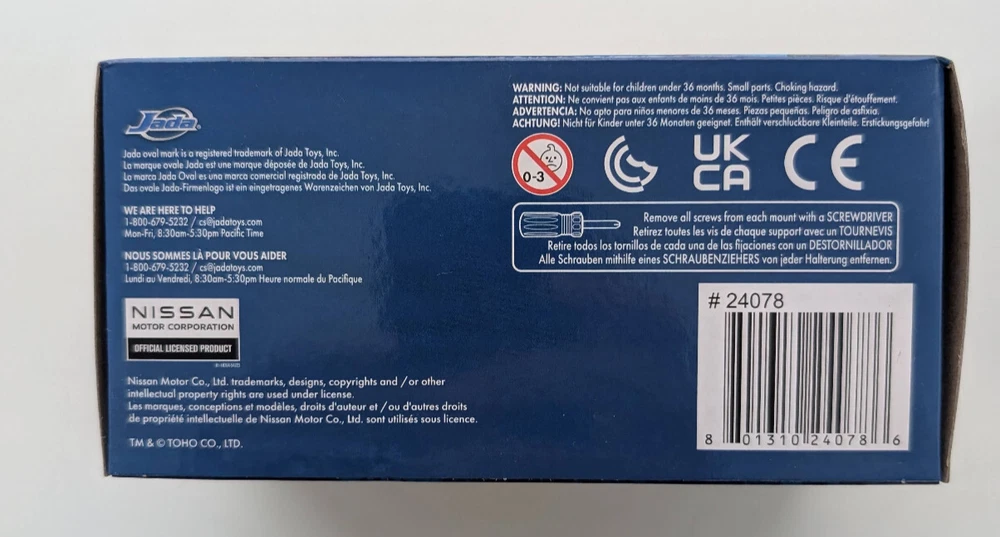 Jada
Jada oval mark is a registered trademark of Jada Toys, Inc.
La marque ovale Jada est une marque déposée de Jada Toys, Inc.
La marca Jada Oval es una marca comercial registrada de Jada Toys, Inc.
Das ovale Jada-Firmenlogo ist ein eingetragenes Warenzeichen von Jada Toys, Inc.
WE ARE HERE TO HELP
1-800-679-5232 / cs@jadatoys.com
Mon-Fri, 8:30am-5:30pm Pacific Time
NOUS SOMMES LÀ POUR VOUS AIDER
1-800-679-5232 / cs@jadatoys.com
Lundi au Vendredi, 8:30am-5:30pm Heure normale du Pacifique
NISSAN
MOTOR CORPORATION
OFFICIAL LICENSED PRODUCT
Nissan Motor Co., Ltd. trademarks, designs, copyrights and / or other
intellectual property rights are used under license.
Les marques, conceptions et modèles, droits d'auteur et / ou d'autres droits
de propriété intellectuelle de Nissan Motor Co., Ltd. sont utilisés sous licence.
TM & © TOHO CO., LTD.
WARNING: Not suitable for children under 36 months. Small parts. Choking hazard.
ATTENTION: Ne convient pas aux enfants de moins de 36 mois. Petites pièces. Risque d'étouffement.
ADVERTENCIA: No apto para niños menores de 36 meses. Piezas pequeñas. Peligro de asfixia.
ACHTUNG! Nicht für Kinder unter 36 Monaten geeignet. Enthält verschluckbare Kleinteile. Erstickungsgefahr!
0-3
UK
CA
CE
Remove all screws from each mount with a SCREWDRIVER
Retirez toutes les vis de chaque support avec un TOURNEVIS
Retire todos los tornillos de cada una de las fijaciones con un DESTORNILLADOR
Alle Schrauben mithilfe eines SCHRAUBENZIEHERS von jeder Halterung entfernen.
# 24078
8 01310 24078 6